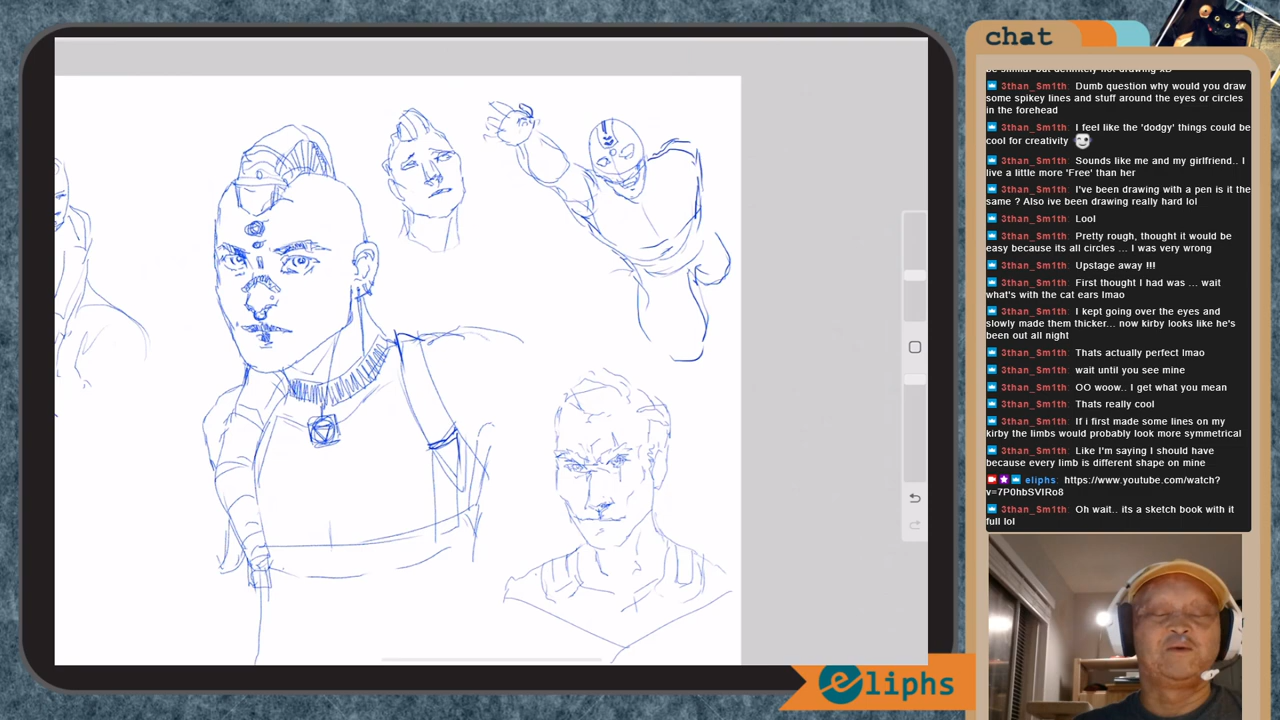 chat
be similar but definitely not drawing xD
3than_Sm1th: Dumb question why would you draw
some spikey lines and stuff around the eyes or circles
in the forehead
3than_Sm1th: I feel like the 'dodgy' things could be
cool for creativity
3than_Sm1th: Sounds like me and my girlfriend.. I
live a little more 'Free' than her
3than_Sm1th: I've been drawing with a pen is it the
same ? Also ive been drawing really hard lol
3than_Sm1th: Lool
3than_Sm1th: Pretty rough, thought it would be
easy because its all circles ... I was very wrong
3than_Sm1th: Upstage away !!!
3than_Sm1th: First thought I had was ... wait
what's with the cat ears lmao
3than_Sm1th: I kept going over the eyes and
slowly made them thicker... now kirby looks like he's
been out all night
3than_Sm1th: Thats actually perfect lmao
3than_Sm1th: wait until you see mine
3than_Sm1th: OO woow.. I get what you mean
3than_Sm1th: Thats really cool
3than_Sm1th: If i first made some lines on my
kirby the limbs would probably look more symmetrical
3than_Sm1th: Like I'm saying I should have
because every limb is different shape on mine
eliphs: https://www.youtube.com/watch?
v=7P0hbSVIRo8
3than_Sm1th: Oh wait.. its a sketch book with it
full lol
eliphs